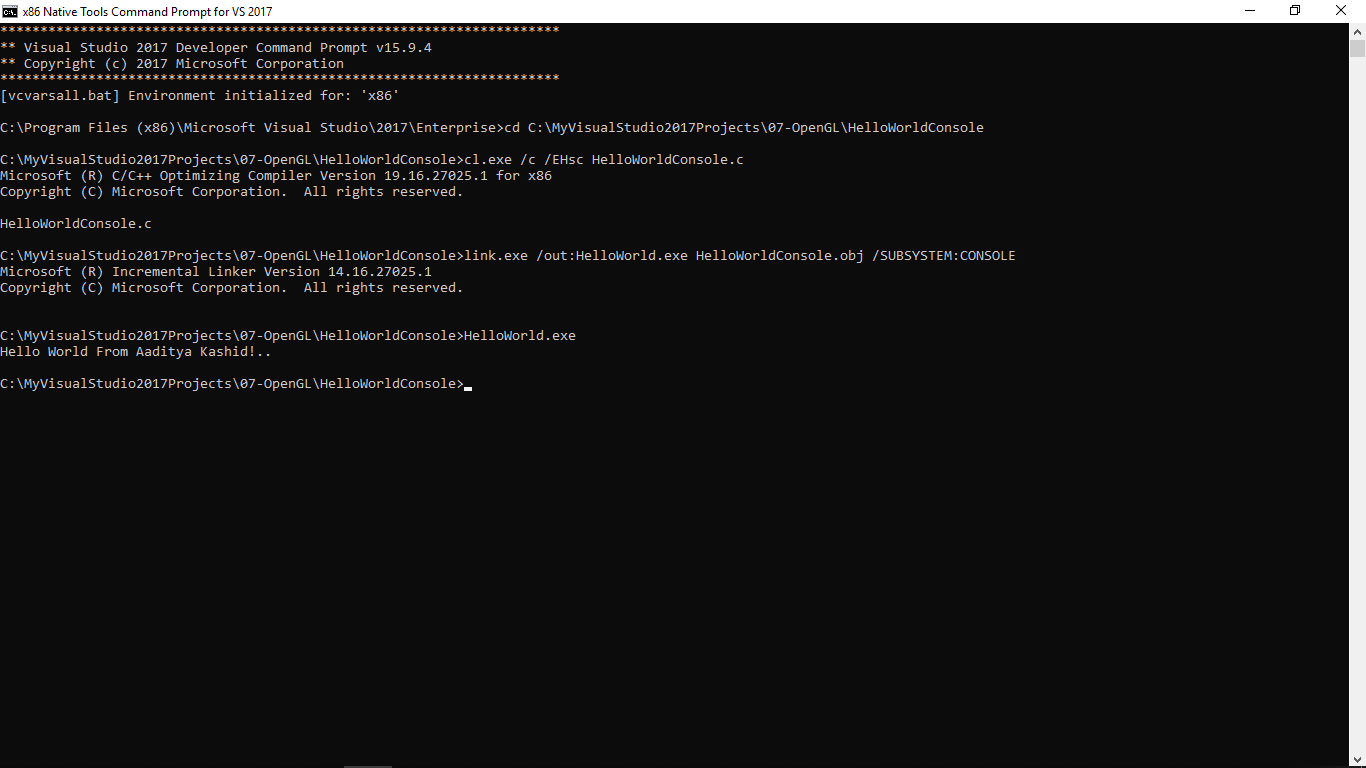 x86 Native Tools Command Prompt for VS 2017
**********************************************************************
** Visual Studio 2017 Developer Command Prompt v15.9.4
** Copyright (c) 2017 Microsoft Corporation
**********************************************************************
[vcvarsall.bat] Environment initialized for: 'x86'
C:\Program Files (x86)\Microsoft Visual Studio\2017\Enterprise>cd C:\MyVisualStudio2017Projects\07-OpenGL\HelloWorldConsole
C:\MyVisualStudio2017Projects\07-OpenGL\HelloWorldConsole>cl.exe /c /EHsc HelloWorldConsole.c
Microsoft (R) C/C++ Optimizing Compiler Version 19.16.27025.1 for x86
Copyright (C) Microsoft Corporation.  All rights reserved.
HelloWorldConsole.c
C:\MyVisualStudio2017Projects\07-OpenGL\HelloWorldConsole>link.exe /out:HelloWorld.exe HelloWorldConsole.obj /SUBSYSTEM:CONSOLE
Microsoft (R) Incremental Linker Version 14.16.27025.1
Copyright (C) Microsoft Corporation.  All rights reserved.
C:\MyVisualStudio2017Projects\07-OpenGL\HelloWorldConsole>HelloWorld.exe
Hello World From Aaditya Kashid!..
C:\MyVisualStudio2017Projects\07-OpenGL\HelloWorldConsole>